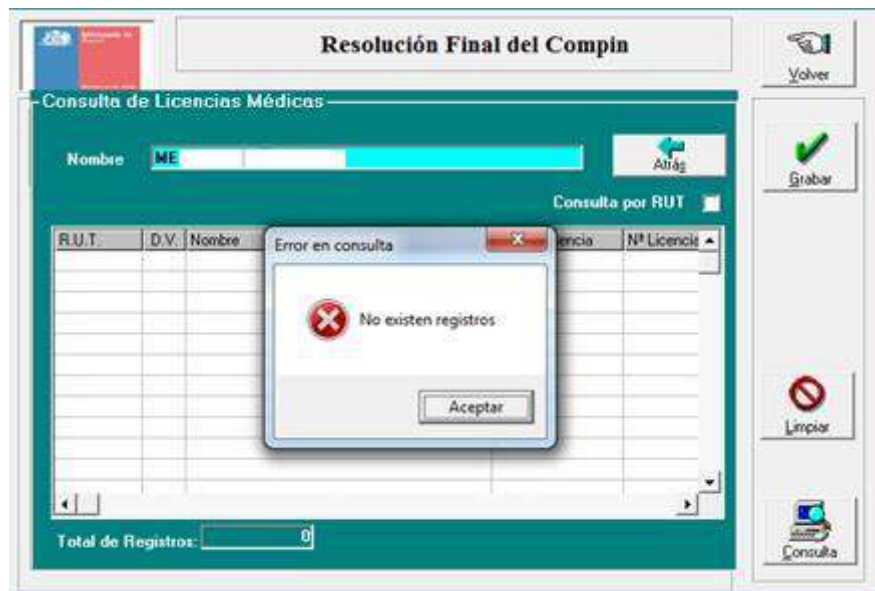 Resolución Final del Compin
Volver
Consulta de Licencias Médicas
Nombre ME
Atrás
Grabar
Consulta por RUT
R.U.T. D.V. Nombre encia Nª Licencia
Error en consulta
No existen registros
Aceptar
Limpiar
Total de Registros: 0
Consulta